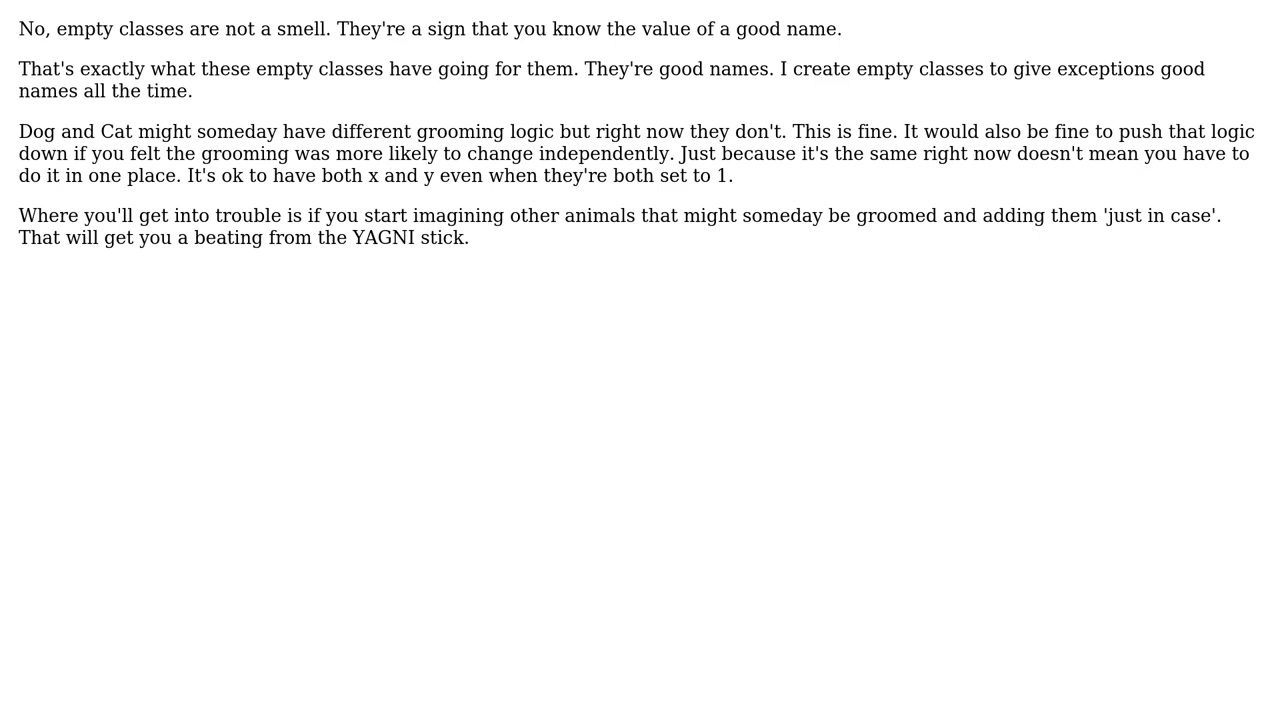 No, empty classes are not a smell. They're a sign that you know the value of a good name.
That's exactly what these empty classes have going for them. They're good names. I create empty classes to give exceptions good
names all the time.
Dog and Cat might someday have different grooming logic but right now they don't. This is fine. It would also be fine to push that logic
down if you felt the grooming was more likely to change independently. Just because it's the same right now doesn't mean you have to
do it in one place. It's ok to have both x and y even when they're both set to 1.
Where you'll get into trouble is if you start imagining other animals that might someday be groomed and adding them 'just in case'.
That will get you a beating from the YAGNI stick.